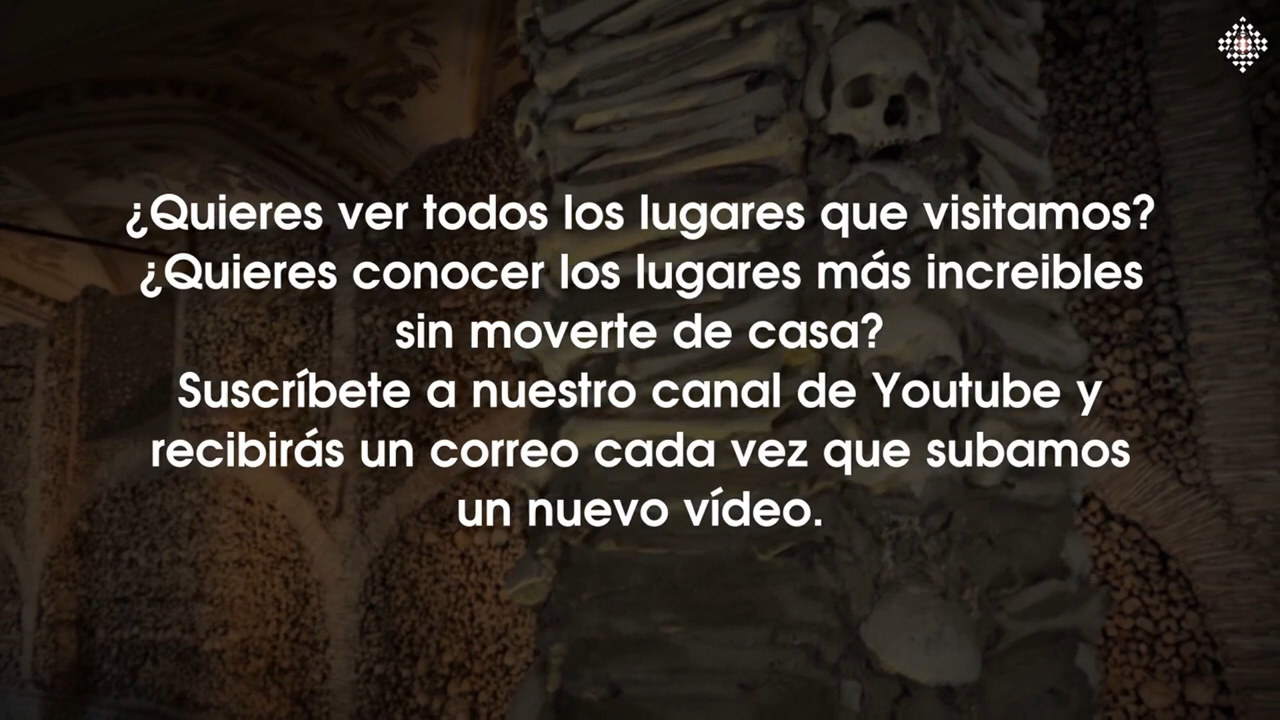 ¿Quieres ver todos los lugares que visitamos?
¿Quieres conocer los lugares más increibles
sin moverte de casa?
Suscríbete a nuestro canal de Youtube y
recibirás un correo cada vez que subamos
un nuevo vídeo.